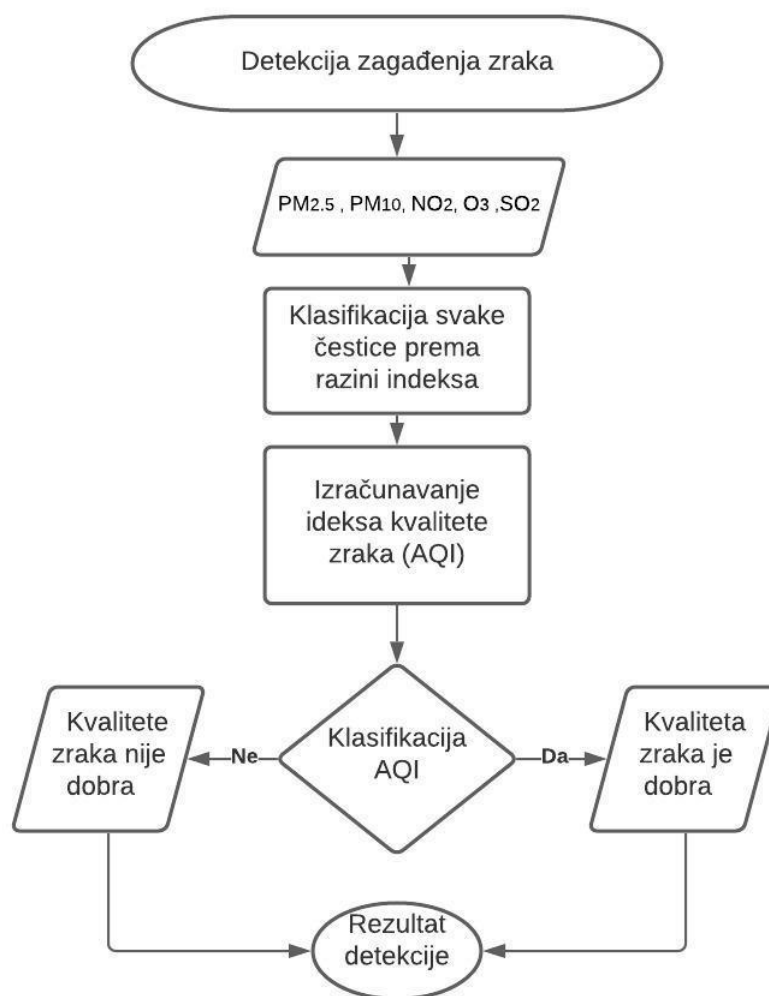 Detekcija zagađenja zraka
PM2.5 , PM10, NO2, O3 ,SO2
Klasifikacija svake
čestice prema
razini indeksa
Izračunavanje
ideksa kvalitete
zraka (AQI)
Klasifikacija
AQI
Ne
Da
Kvalitete
zraka nije
dobra
Kvaliteta
zraka je
dobra
Rezultat
detekcije